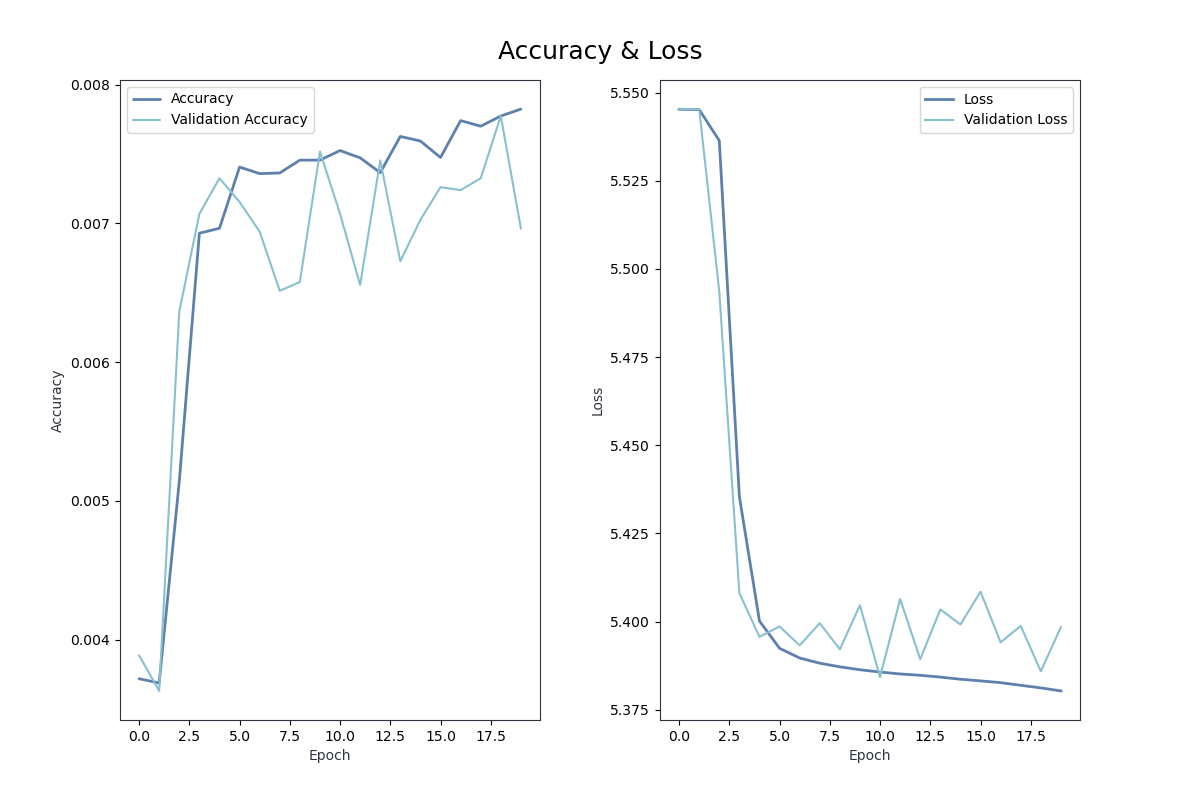 Accuracy & Loss
0.008
0.007
0.006
0.005
0.004
Accuracy
Accuracy
Validation Accuracy
0.0 2.5 5.0 7.5 10.0 12.5 15.0 17.5
Epoch
5.550
5.525
5.500
5.475
5.450
5.425
5.400
5.375
Loss
Loss
Validation Loss
0.0 2.5 5.0 7.5 10.0 12.5 15.0 17.5
Epoch